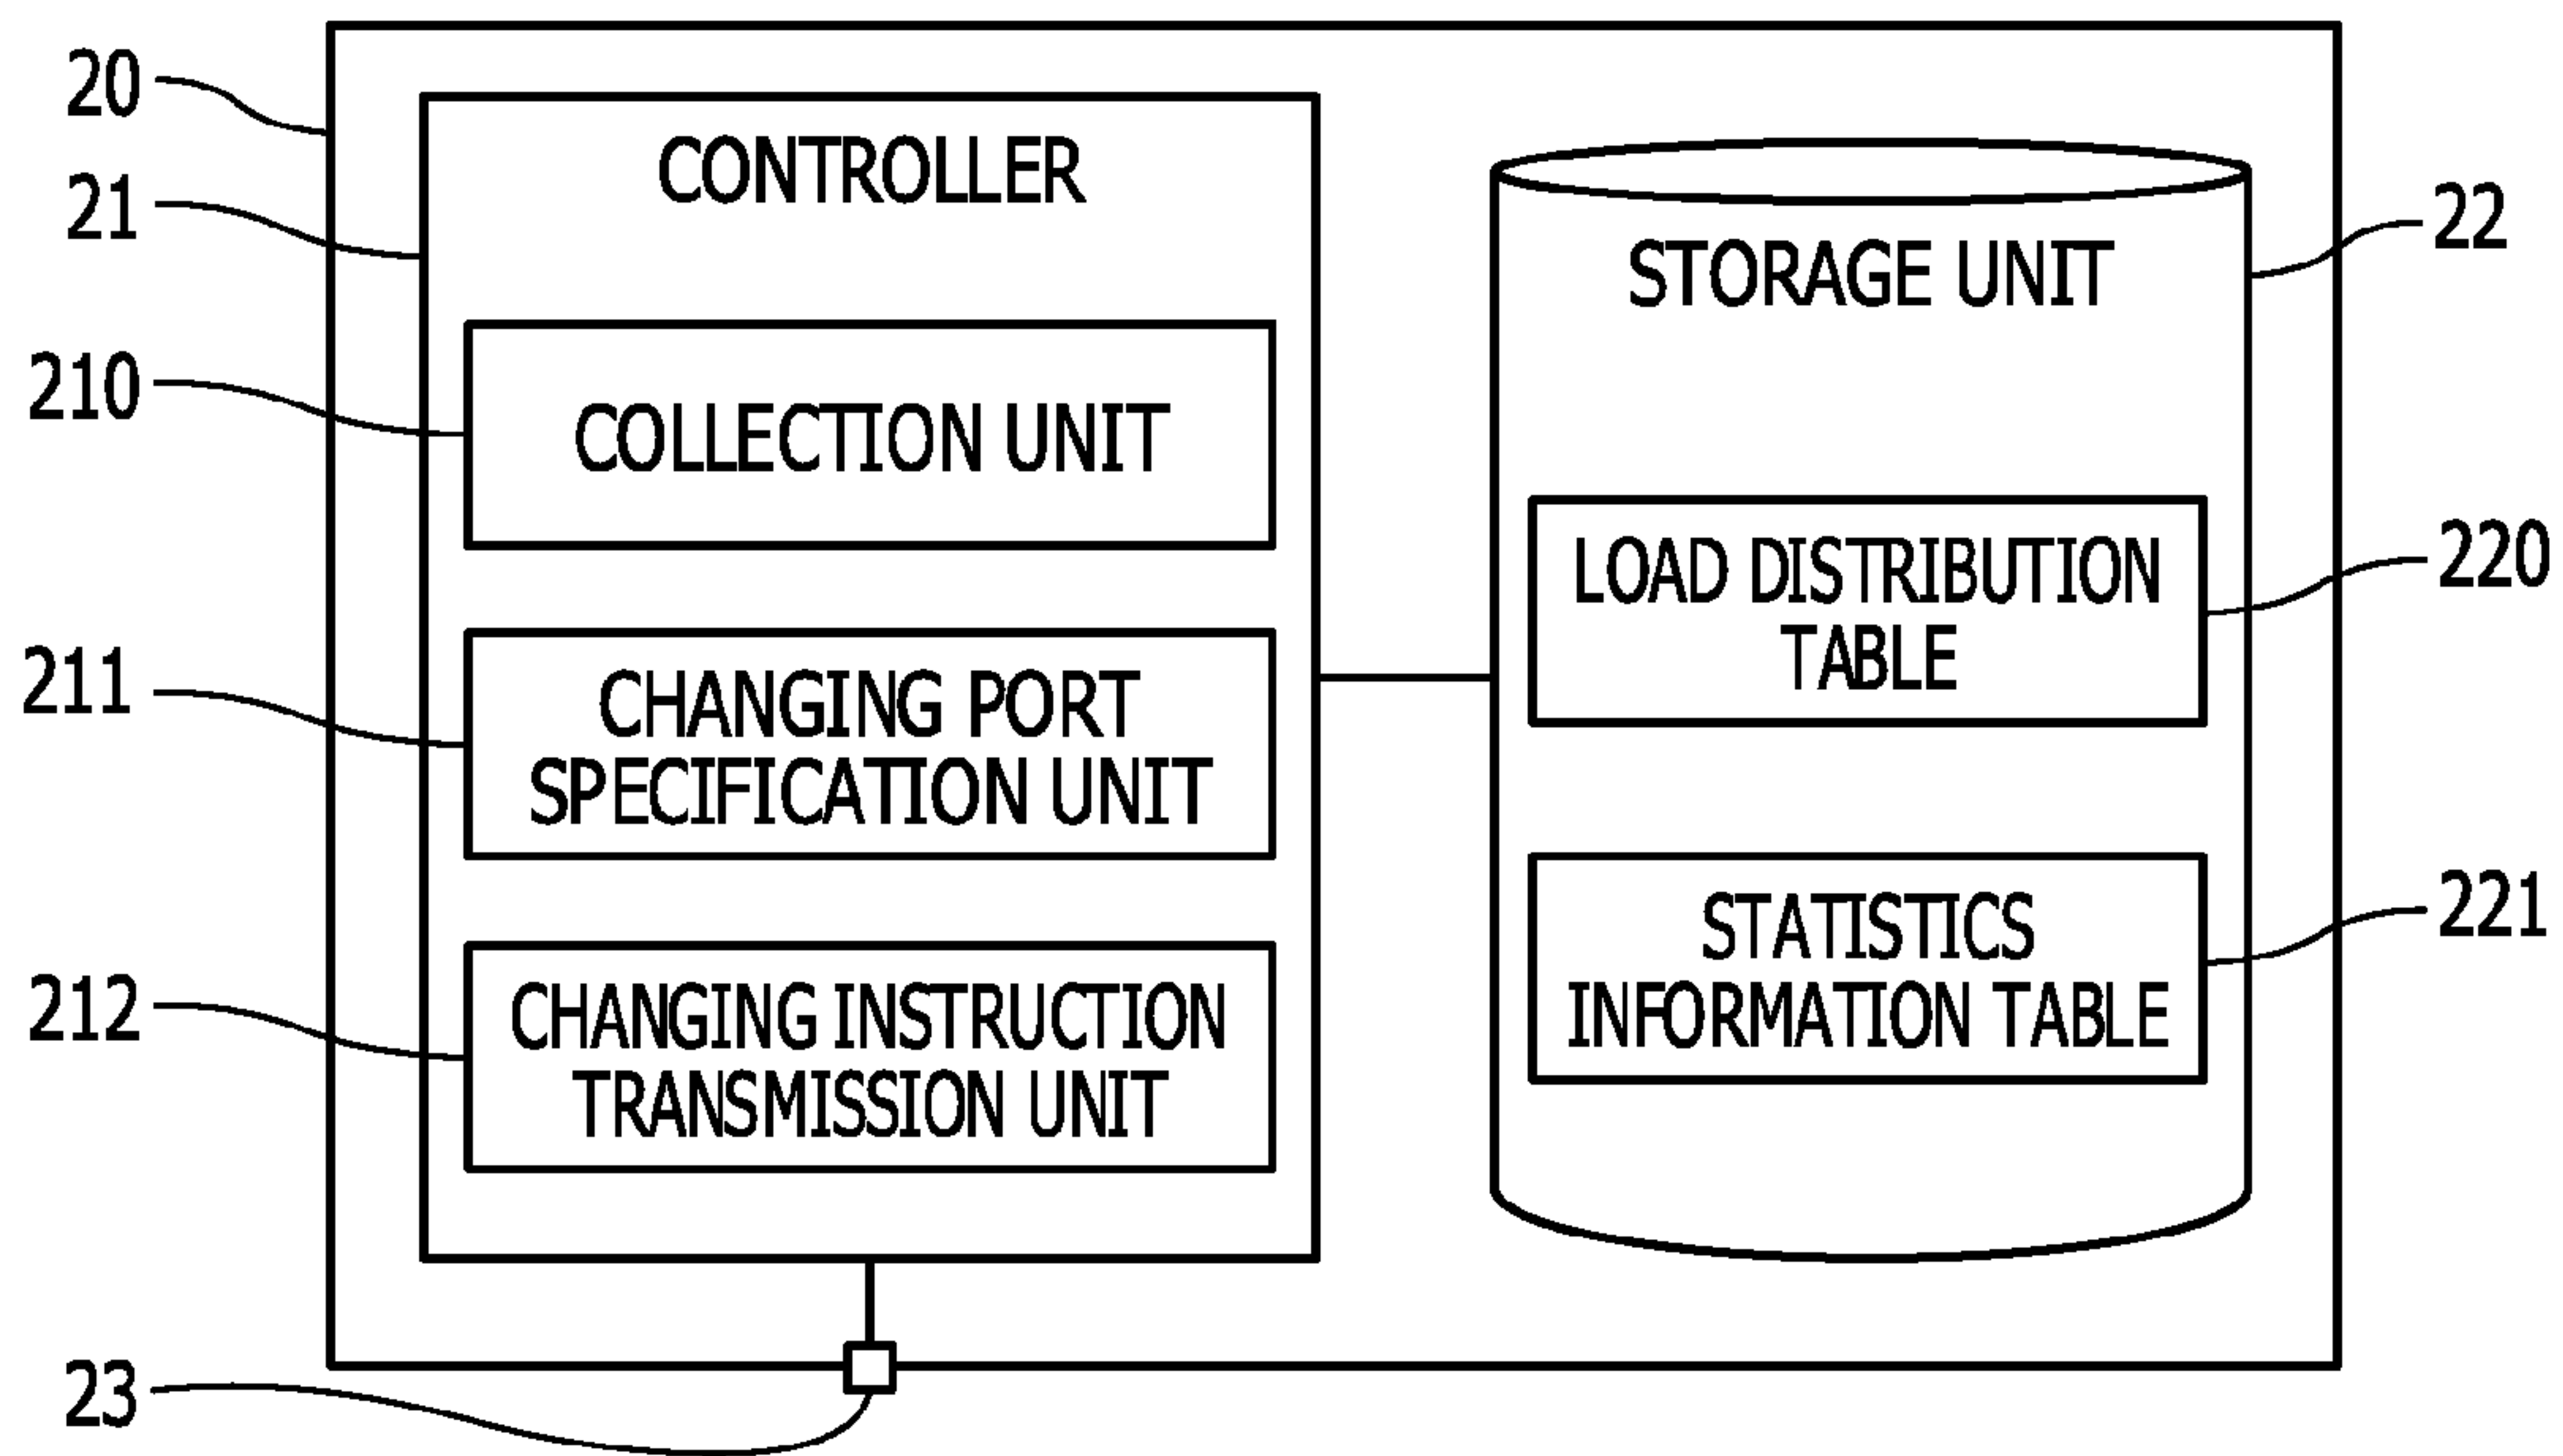 20
21
CONTROLLER
210
COLLECTION UNIT
211
CHANGING PORT
SPECIFICATION UNIT
212
CHANGING INSTRUCTION
TRANSMISSION UNIT
23
22
STORAGE UNIT
220
LOAD DISTRIBUTION
TABLE
221
STATISTICS
INFORMATION TABLE